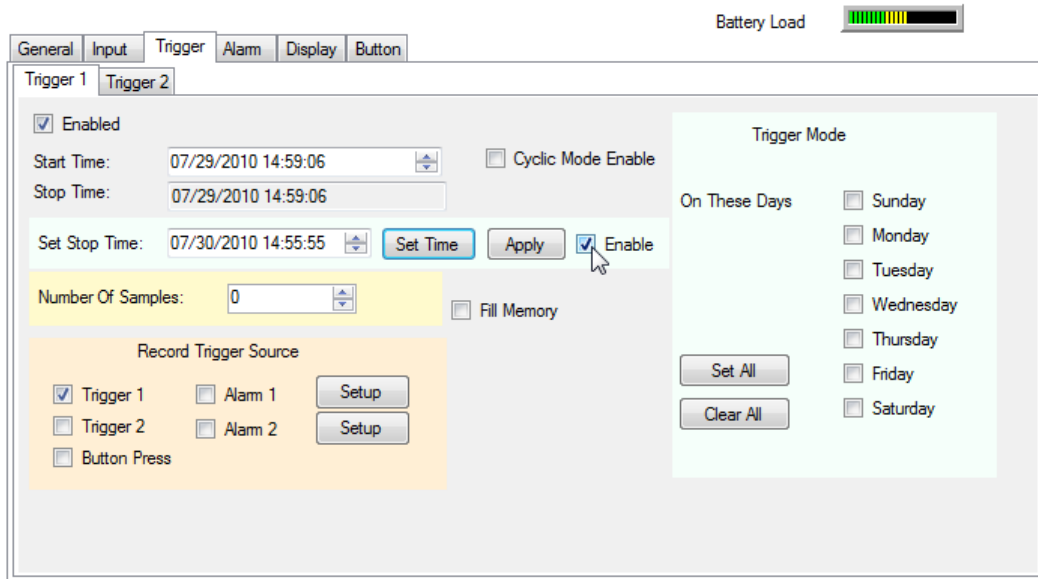 Battery Load
General Input Trigger Alarm Display Button
Trigger 1 Trigger 2
Enabled
Start Time: 07/29/2010 14:59:06 Cyclic Mode Enable
Stop Time: 07/29/2010 14:59:06
Set Stop Time: 07/30/2010 14:55:55 Set Time Apply Enable
Number Of Samples: 0 Fill Memory
Record Trigger Source
Trigger 1 Alarm 1 Setup
Trigger 2 Alarm 2 Setup
Button Press
Trigger Mode
On These Days Sunday
Monday
Tuesday
Wednesday
Thursday
Set All Friday
Clear All Saturday